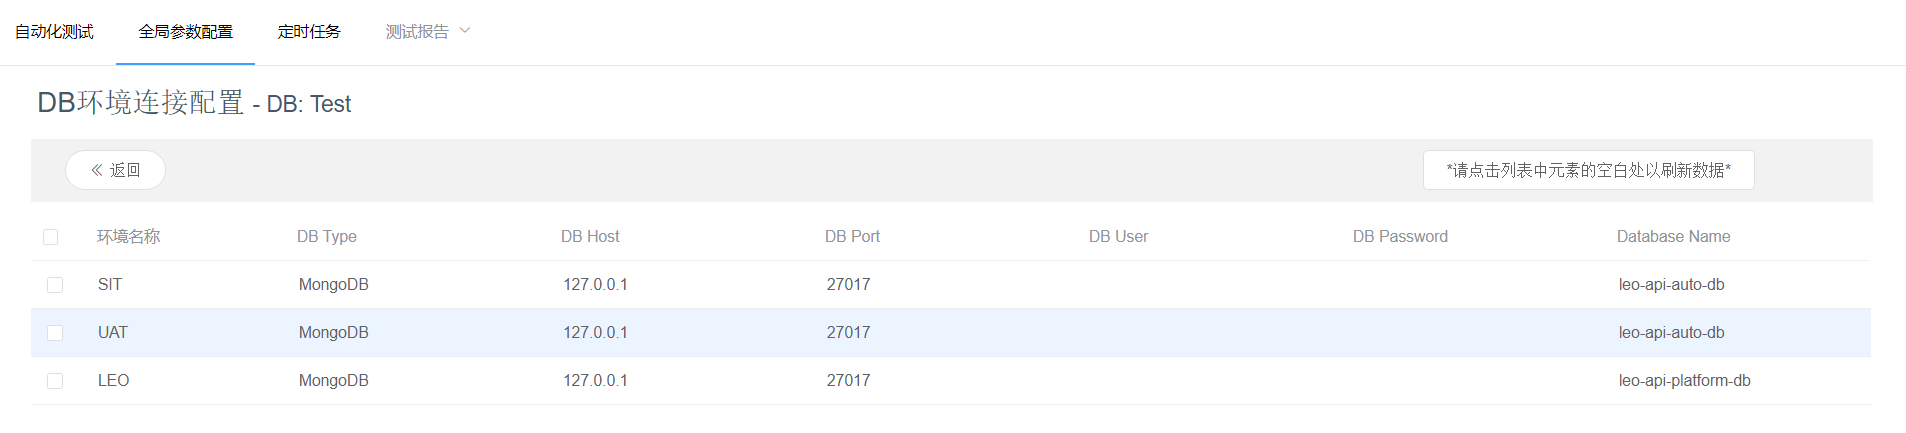 自动化测试 全局参数配置 定时任务 测试报告
DB环境连接配置 - DB: Test
返回 *请点击列表中元素的空白处以刷新数据*
环境名称 DB Type DB Host DB Port DB User DB Password Database Name
SIT MongoDB 127.0.0.1 27017 leo-api-auto-db
UAT MongoDB 127.0.0.1 27017 leo-api-auto-db
LEO MongoDB 127.0.0.1 27017 leo-api-platform-db